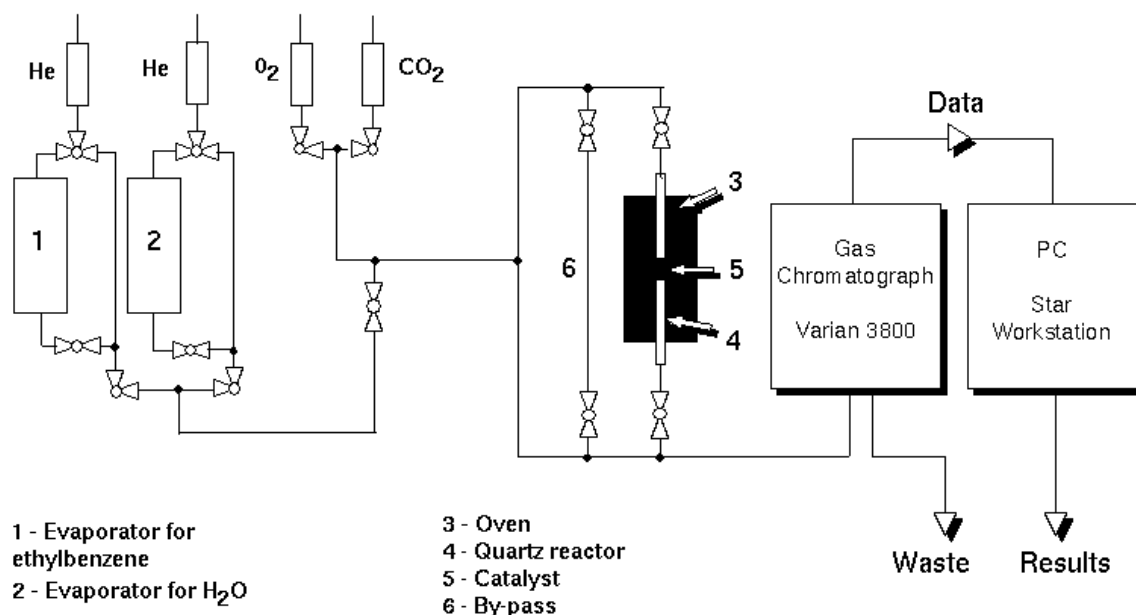 He
He
0₂
CO₂
Data
1
2
3
6
5
4
Gas
Chromatograph
Varian 3800
PC
Star
Workstation
1 - Evaporator for
ethylbenzene
2 - Evaporator for H₂O
3 - Oven
4 - Quartz reactor
5 - Catalyst
6 - By-pass
Waste
Results